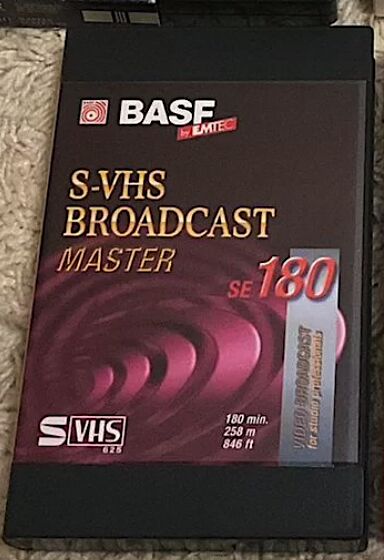 BASF
by EMTEC
S-VHS
BROADCAST
MASTER
SE 180
VIDEO BROADCAST
for studio professionals
180 min.
258 m
846 ft
S VHS
625